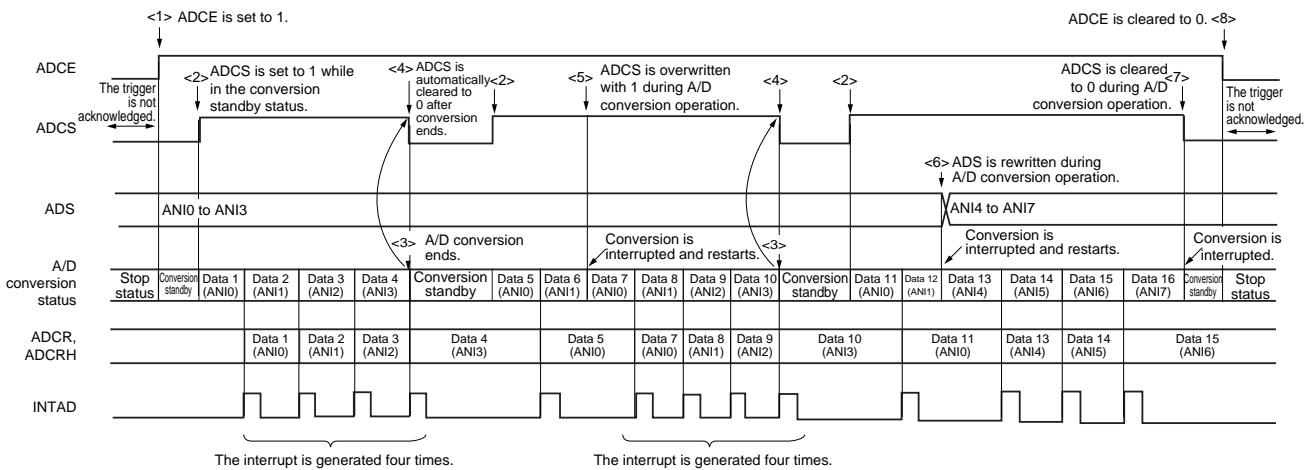 <1> ADCE is set to 1.
ADCE is cleared to 0. <8>
ADCE
The trigger
is not
acknowledged.
<2>
ADCS is set to 1 while
in the conversion
standby status.
<4>
ADCS is
automatically
cleared to
0 after
conversion
ends.
<2>
<5>
ADCS is overwritten
with 1 during A/D
conversion operation.
<4>
<2>
ADCS is cleared
to 0 during A/D
conversion operation.
<7>
The trigger
is not
acknowledged.
ADCS
<6> ADS is rewritten during
A/D conversion operation.
ADS
ANI0 to ANI3
ANI4 to ANI7
<3> A/D conversion
ends.
Conversion is
interrupted and restarts.
<3>
Conversion is
interrupted and restarts.
Conversion is
interrupted.
A/D
conversion
status
Stop
status
Conversion
standby
Data 1
(ANI0)
Data 2
(ANI1)
Data 3
(ANI2)
Data 4
(ANI3)
Conversion
standby
Data 5
(ANI0)
Data 6
(ANI1)
Data 7
(ANI0)
Data 8
(ANI1)
Data 9
(ANI2)
Data 10
(ANI3)
Conversion
standby
Data 11
(ANI0)
Data 12
(ANI1)
Data 13
(ANI4)
Data 14
(ANI5)
Data 15
(ANI6)
Data 16
(ANI7)
Conversion
standby
Stop
status
ADCR,
ADCRH
Data 1
(ANI0)
Data 2
(ANI1)
Data 3
(ANI2)
Data 4
(ANI3)
Data 5
(ANI0)
Data 7
(ANI0)
Data 8
(ANI1)
Data 9
(ANI2)
Data 10
(ANI3)
Data 11
(ANI0)
Data 13
(ANI4)
Data 14
(ANI5)
Data 15
(ANI6)
INTAD
The interrupt is generated four times.
The interrupt is generated four times.